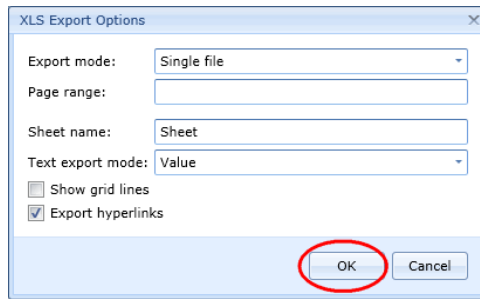 XLS Export Options
Export mode: Single file
Page range:
Sheet name: Sheet
Text export mode: Value
Show grid lines
Export hyperlinks
OK Cancel